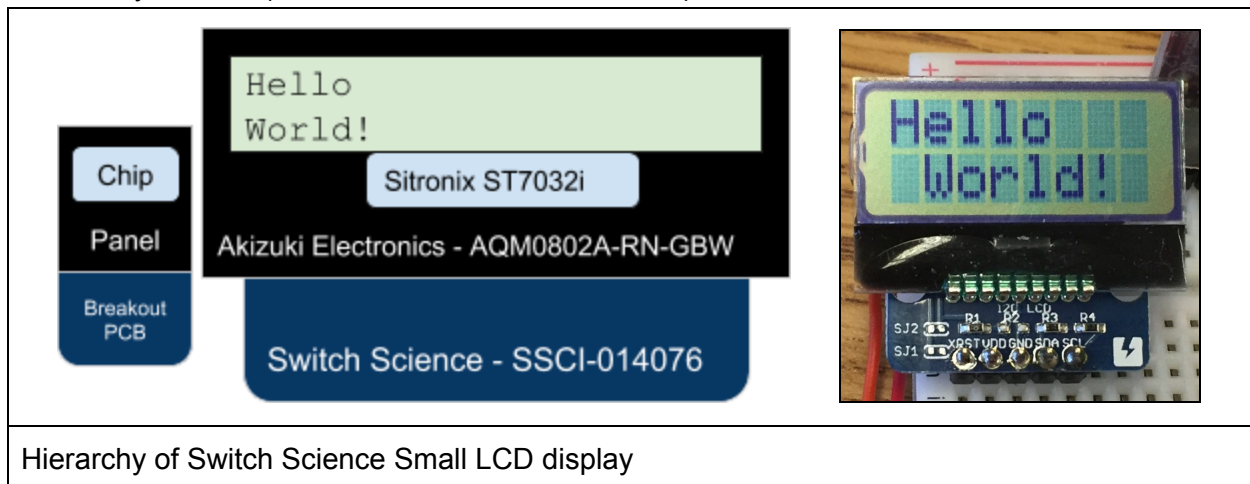 Chip
Panel
Breakout
PCB
Hello
World!
Sitronix ST7032i
Akizuki Electronics - AQM0802A-RN-GBW
Switch Science - SSCI-014076
+
Hello
World!
I2C LCD
R1 R2 R3 R4
SJ2
SJ1
XRST VDD GND SDA SCL
Hierarchy of Switch Science Small LCD display